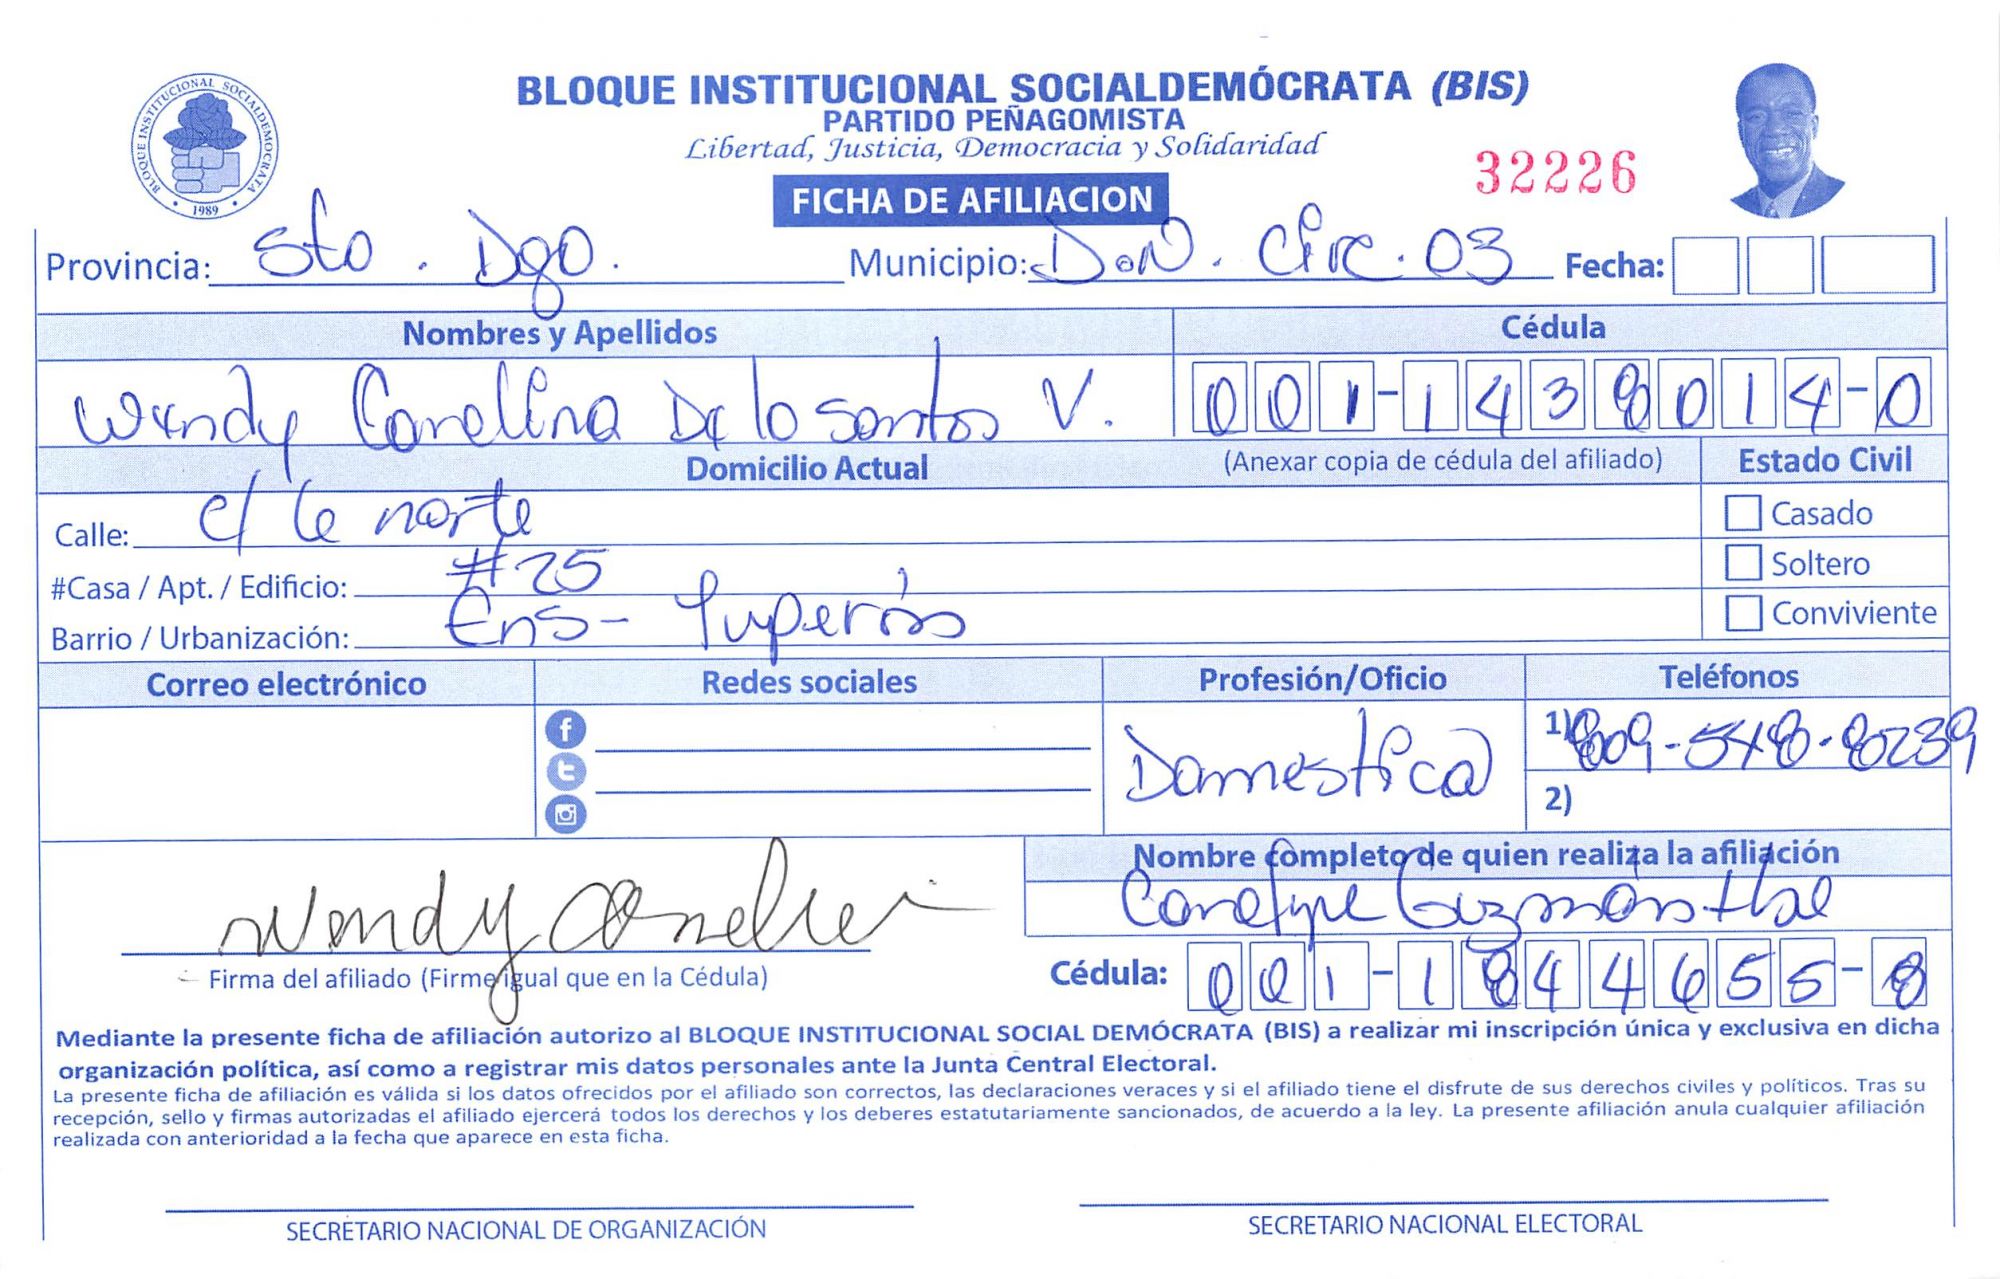 BLOQUE INSTITUCIONAL SOCIALDEMÓCRATA (BIS)
PARTIDO PEÑAGOMISTA
Libertad, Justicia, Democracia y Solidaridad
BLOQUE INSTITUCIONAL SOCIALDEMOCRATA
• 1989 •
32226
FICHA DE AFILIACION
Provincia: Sto. Dgo. Municipio: D.N. Circ. 03 Fecha:
Nombres y Apellidos Cédula
Wendy Carolina De lo Santos V. 001-1438014-0
Domicilio Actual (Anexar copia de cédula del afiliado) Estado Civil
Calle: c/ 6 norte Casado
#Casa / Apt. / Edificio: #25 Soltero
Barrio / Urbanización: Ens- Conviviente
Correo electrónico Redes sociales Profesión/Oficio Teléfonos
Domestica 1) 809-548-8239
2)
Nombre completo de quien realiza la afiliación
Wendy Guzmán
Firma del afiliado (Firme igual que en la Cédula) Cédula: 001-1844655-8
Mediante la presente ficha de afiliación autorizo al BLOQUE INSTITUCIONAL SOCIAL DEMÓCRATA (BIS) a realizar mi inscripción única y exclusiva en dicha
organización política, así como a registrar mis datos personales ante la Junta Central Electoral.
La presente ficha de afiliación es válida si los datos ofrecidos por el afiliado son correctos, las declaraciones veraces y si el afiliado tiene el disfrute de sus derechos civiles y políticos. Tras su
recepción, sello y firmas autorizadas el afiliado ejercerá todos los derechos y los deberes estatutariamente sancionados, de acuerdo a la ley. La presente afiliación anula cualquier afiliación
realizada con anterioridad a la fecha que aparece en esta ficha.
SECRETARIO NACIONAL DE ORGANIZACIÓN SECRETARIO NACIONAL ELECTORAL